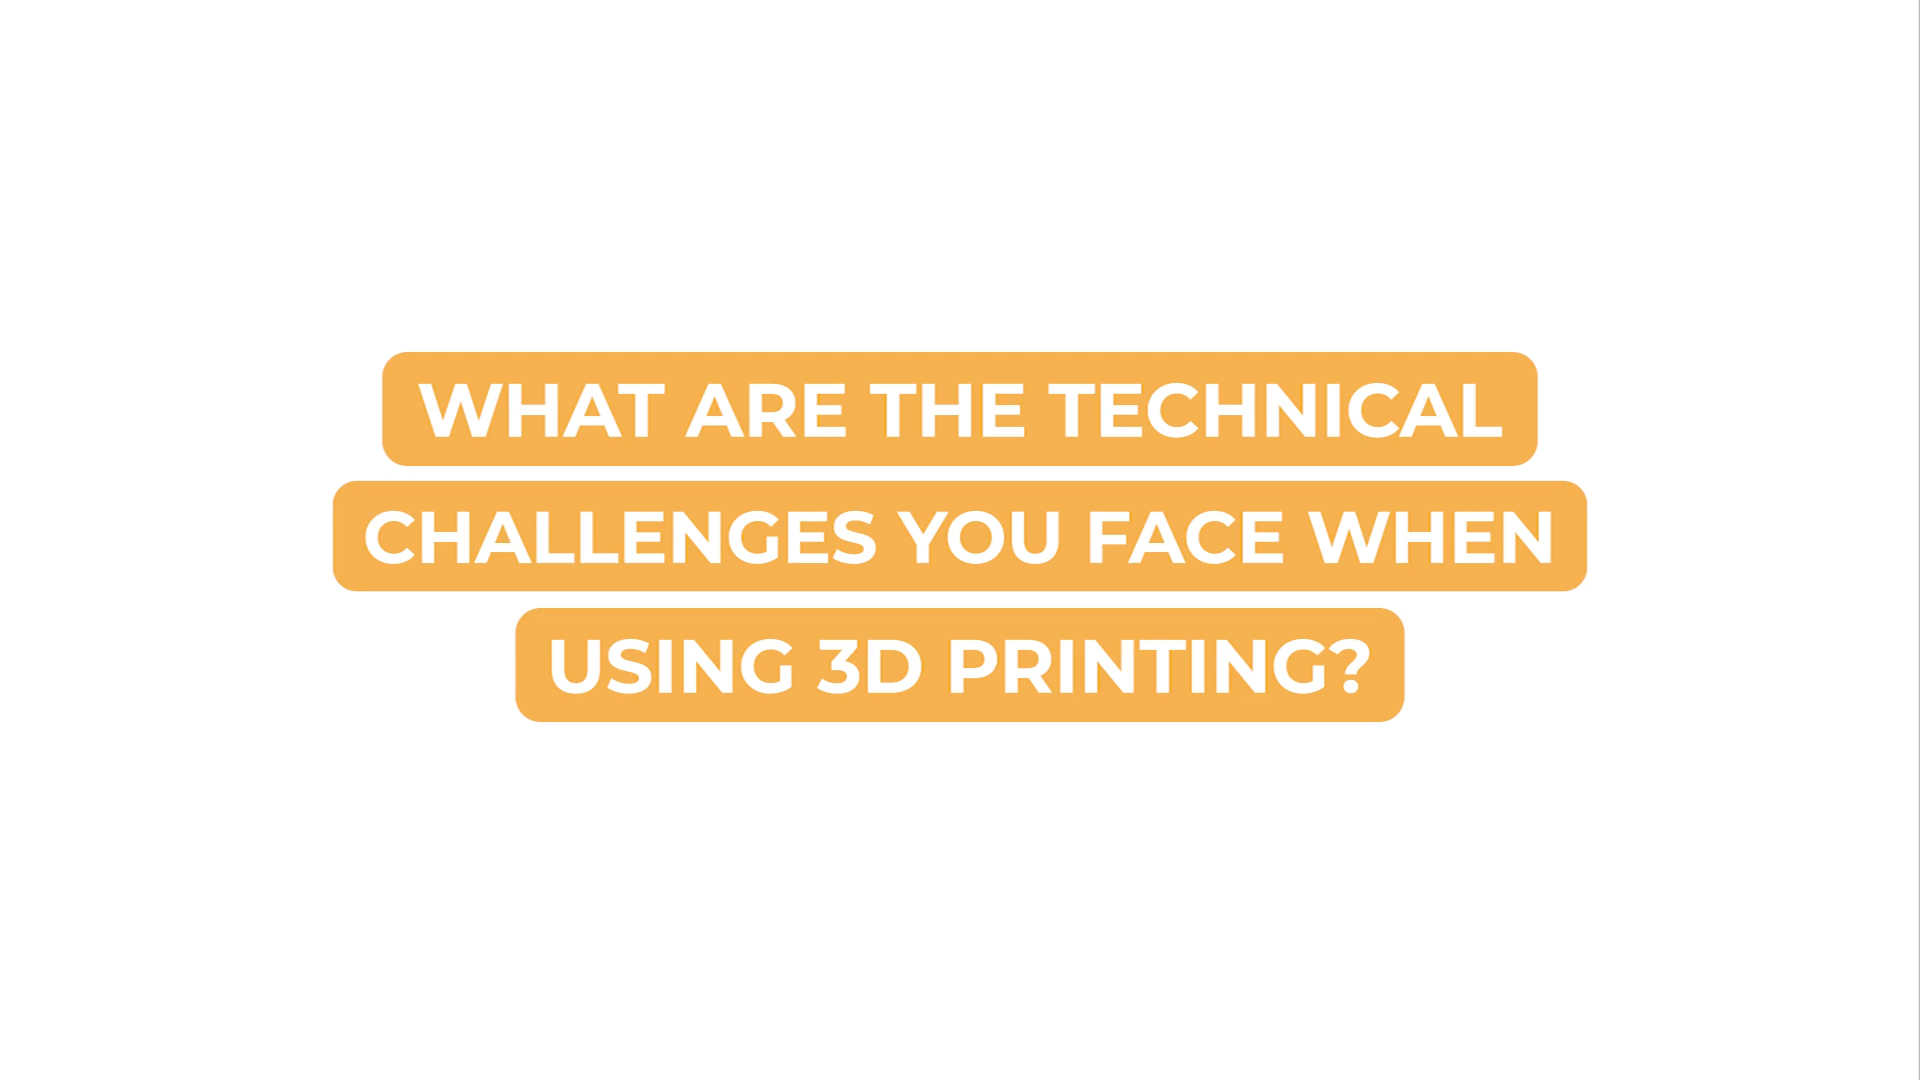 WHAT ARE THE TECHNICAL
CHALLENGES YOU FACE WHEN
USING 3D PRINTING?